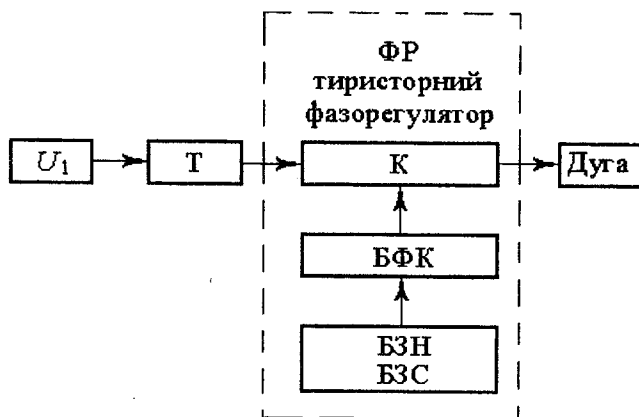 ФР
тиристорний
фазорегулятор
U₁
Т
К
Дуга
БФК
БЗН
БЗС